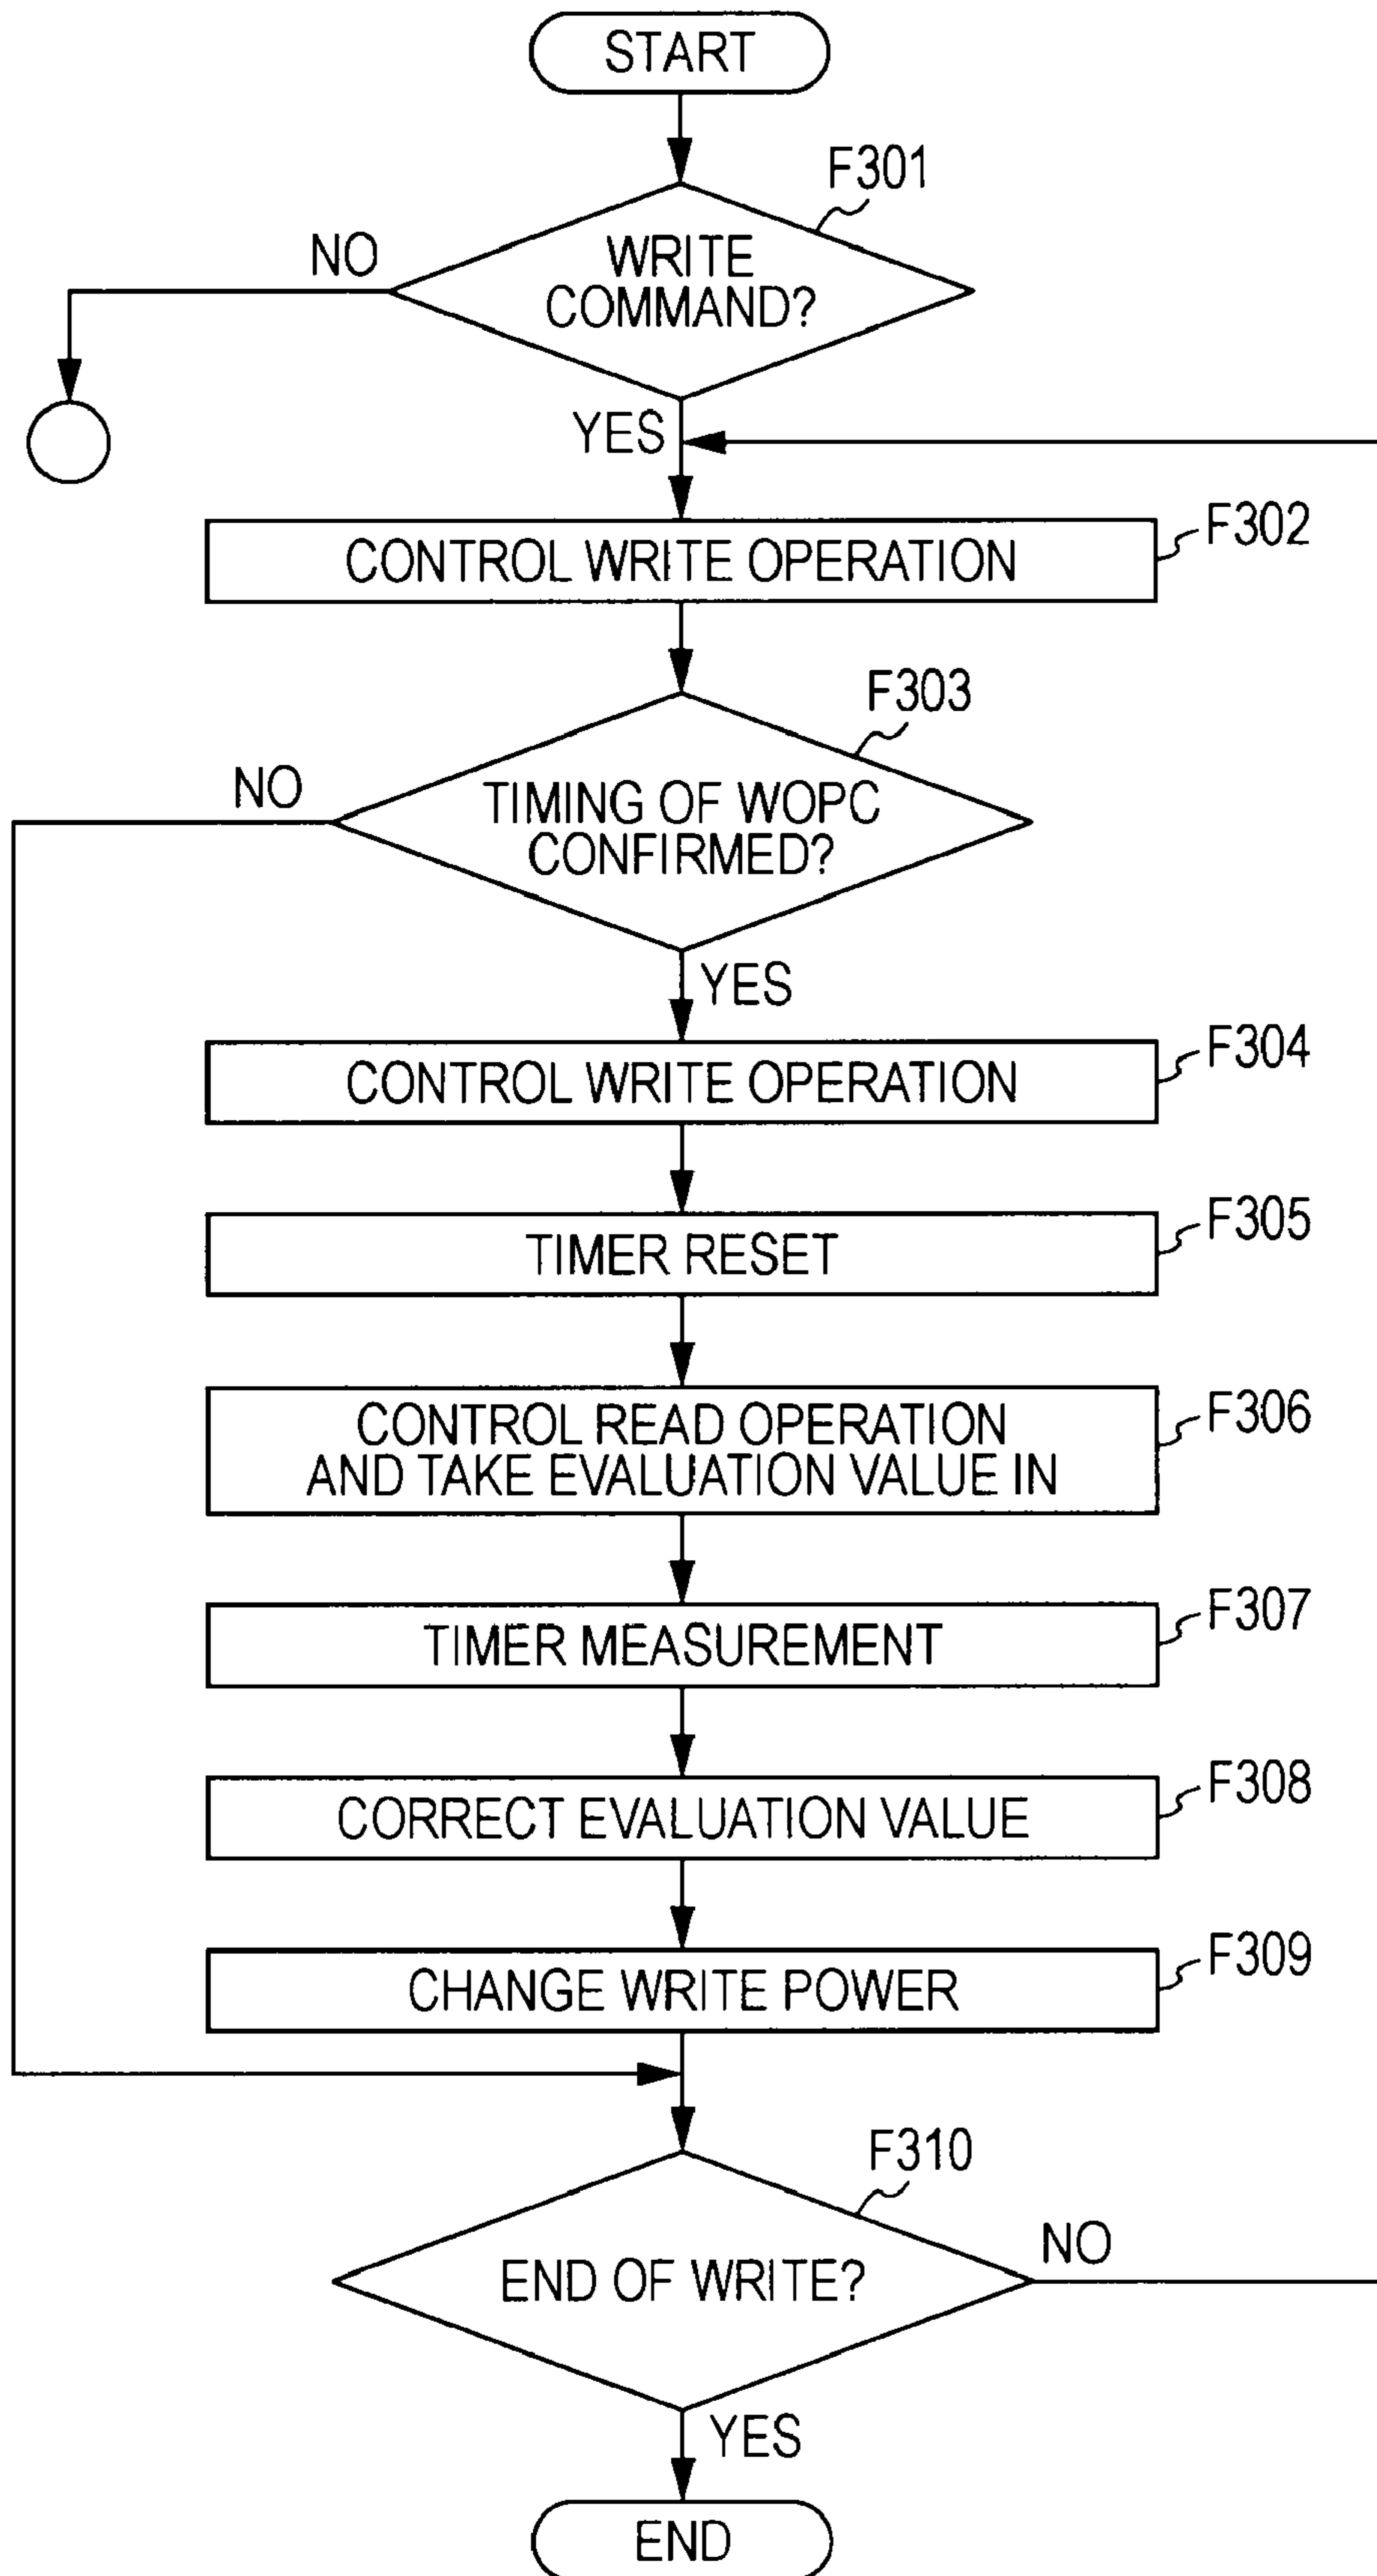 START
F301
NO
WRITE
COMMAND?
YES
F302
CONTROL WRITE OPERATION
F303
NO
TIMING OF WOPC
CONFIRMED?
YES
F304
CONTROL WRITE OPERATION
F305
TIMER RESET
F306
CONTROL READ OPERATION
AND TAKE EVALUATION VALUE IN
F307
TIMER MEASUREMENT
F308
CORRECT EVALUATION VALUE
F309
CHANGE WRITE POWER
F310
NO
END OF WRITE?
YES
END